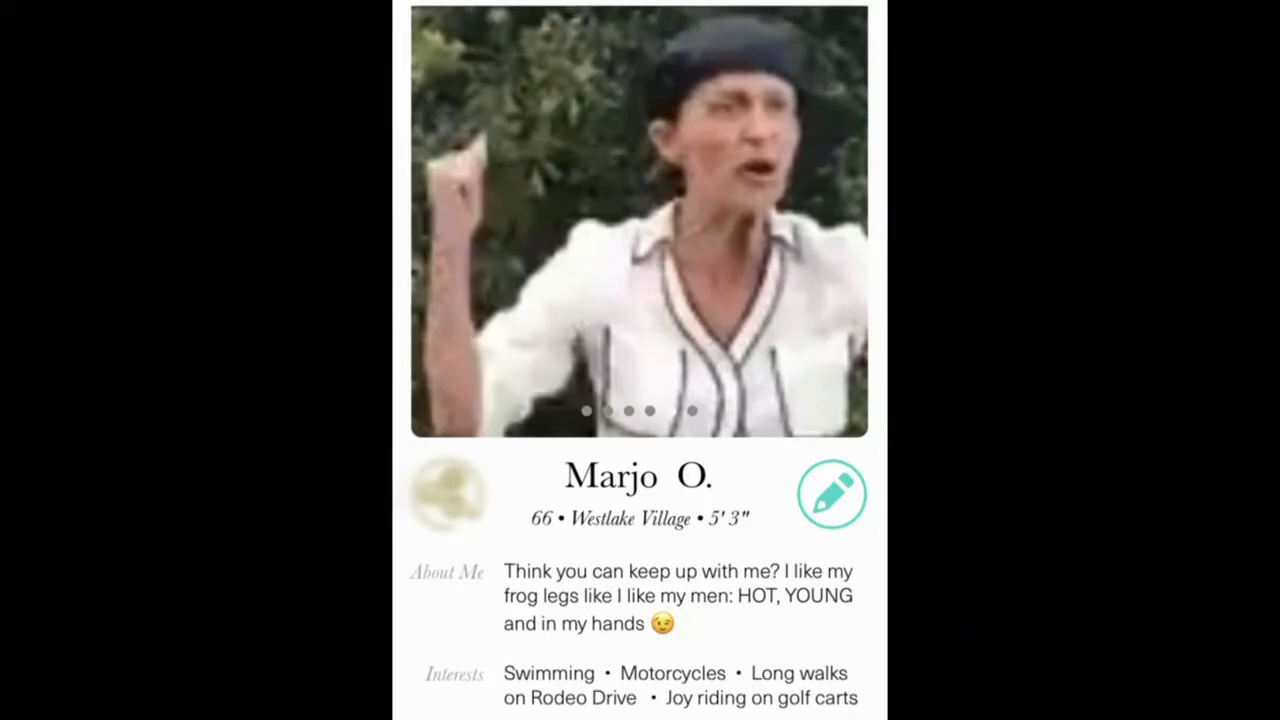 Marjo O.
66 • Westlake Village • 5' 3"
About Me
Think you can keep up with me? I like my
frog legs like I like my men: HOT, YOUNG
and in my hands 😉
Interests
Swimming • Motorcycles • Long walks
on Rodeo Drive • Joy riding on golf carts